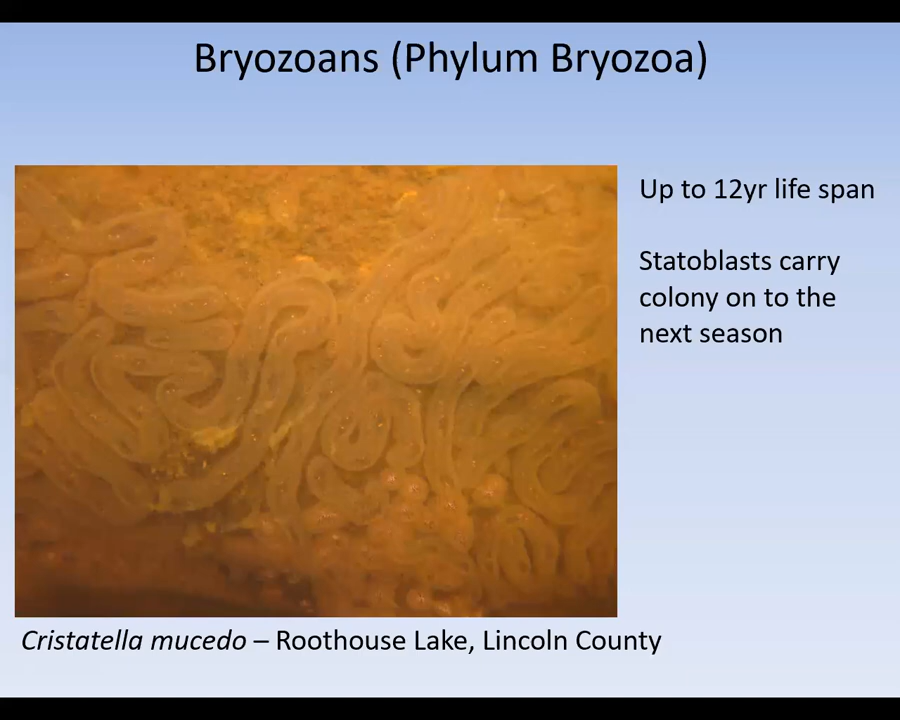 Bryozoans (Phylum Bryozoa)
Up to 12yr life span
Statoblasts carry
colony on to the
next season
Cristatella mucedo – Roothouse Lake, Lincoln County